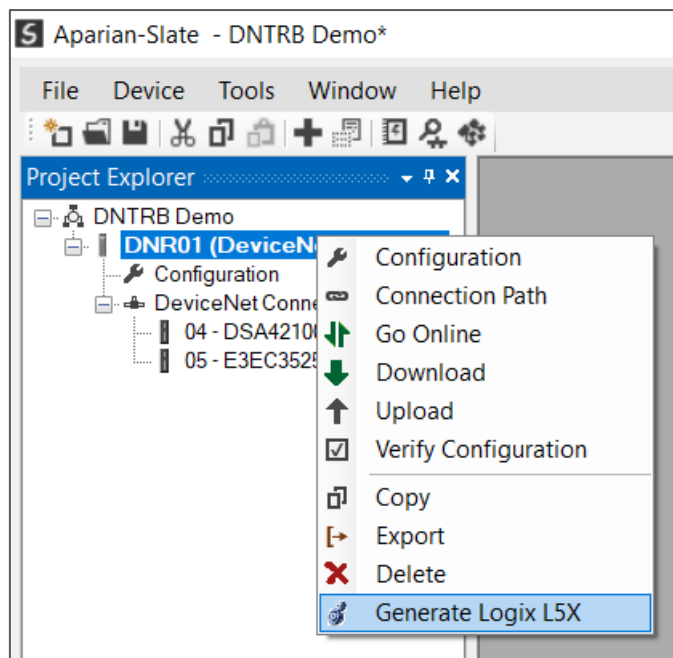 S Aparian-Slate - DNTRB Demo*
File Device Tools Window Help
Project Explorer
DNTRB Demo
DNR01 (DeviceNe
Configuration
DeviceNet Conne
04 - DSA42100
05 - E3EC3525
Configuration
Connection Path
Go Online
Download
Upload
Verify Configuration
Copy
Export
Delete
Generate Logix L5X